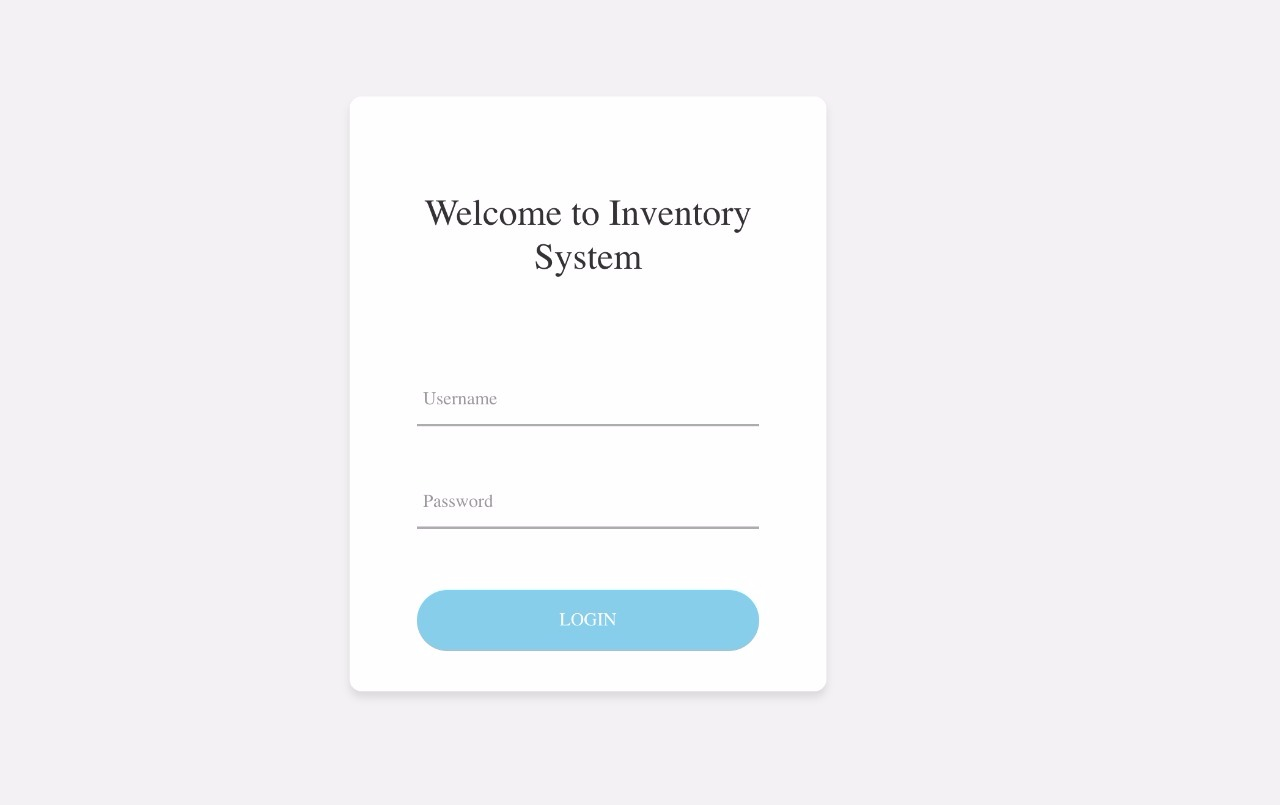 Welcome to Inventory
System
Username
Password
LOGIN